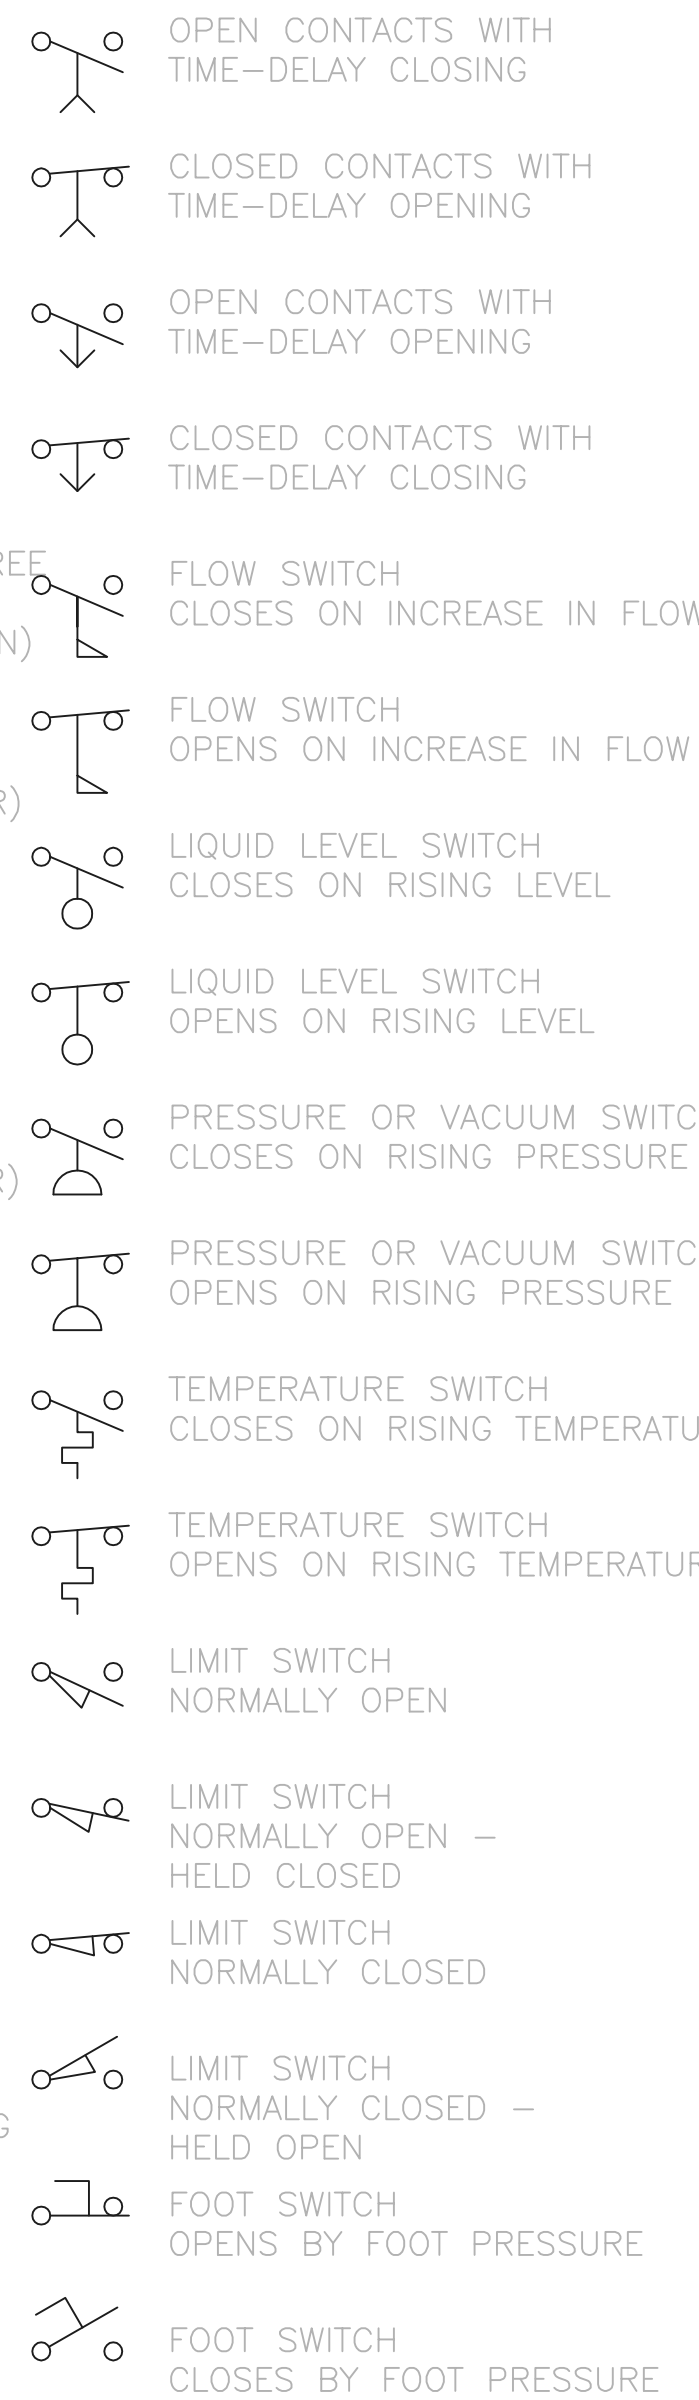 OPEN CONTACTS WITH
TIME-DELAY CLOSING
CLOSED CONTACTS WITH
TIME-DELAY OPENING
OPEN CONTACTS WITH
TIME-DELAY OPENING
CLOSED CONTACTS WITH
TIME-DELAY CLOSING
REE
FLOW SWITCH
CLOSES ON INCREASE IN FLOW
N)
FLOW SWITCH
OPENS ON INCREASE IN FLOW
R)
LIQUID LEVEL SWITCH
CLOSES ON RISING LEVEL
LIQUID LEVEL SWITCH
OPENS ON RISING LEVEL
PRESSURE OR VACUUM SWITC
CLOSES ON RISING PRESSURE
R)
PRESSURE OR VACUUM SWITC
OPENS ON RISING PRESSURE
TEMPERATURE SWITCH
CLOSES ON RISING TEMPERATU
TEMPERATURE SWITCH
OPENS ON RISING TEMPERATUR
LIMIT SWITCH
NORMALLY OPEN
LIMIT SWITCH
NORMALLY OPEN -
HELD CLOSED
LIMIT SWITCH
NORMALLY CLOSED
LIMIT SWITCH
NORMALLY CLOSED -
G
HELD OPEN
FOOT SWITCH
OPENS BY FOOT PRESSURE
FOOT SWITCH
CLOSES BY FOOT PRESSURE